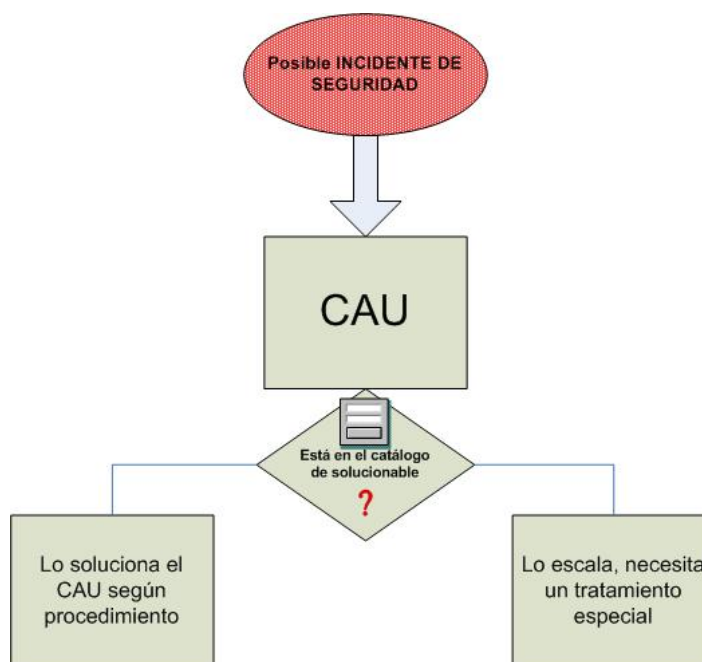 Posible INCIDENTE DE
SEGURIDAD
CAU
Está en el catálogo
de solucionable
?
Lo soluciona el
CAU según
procedimiento
Lo escala, necesita
un tratamiento
especial